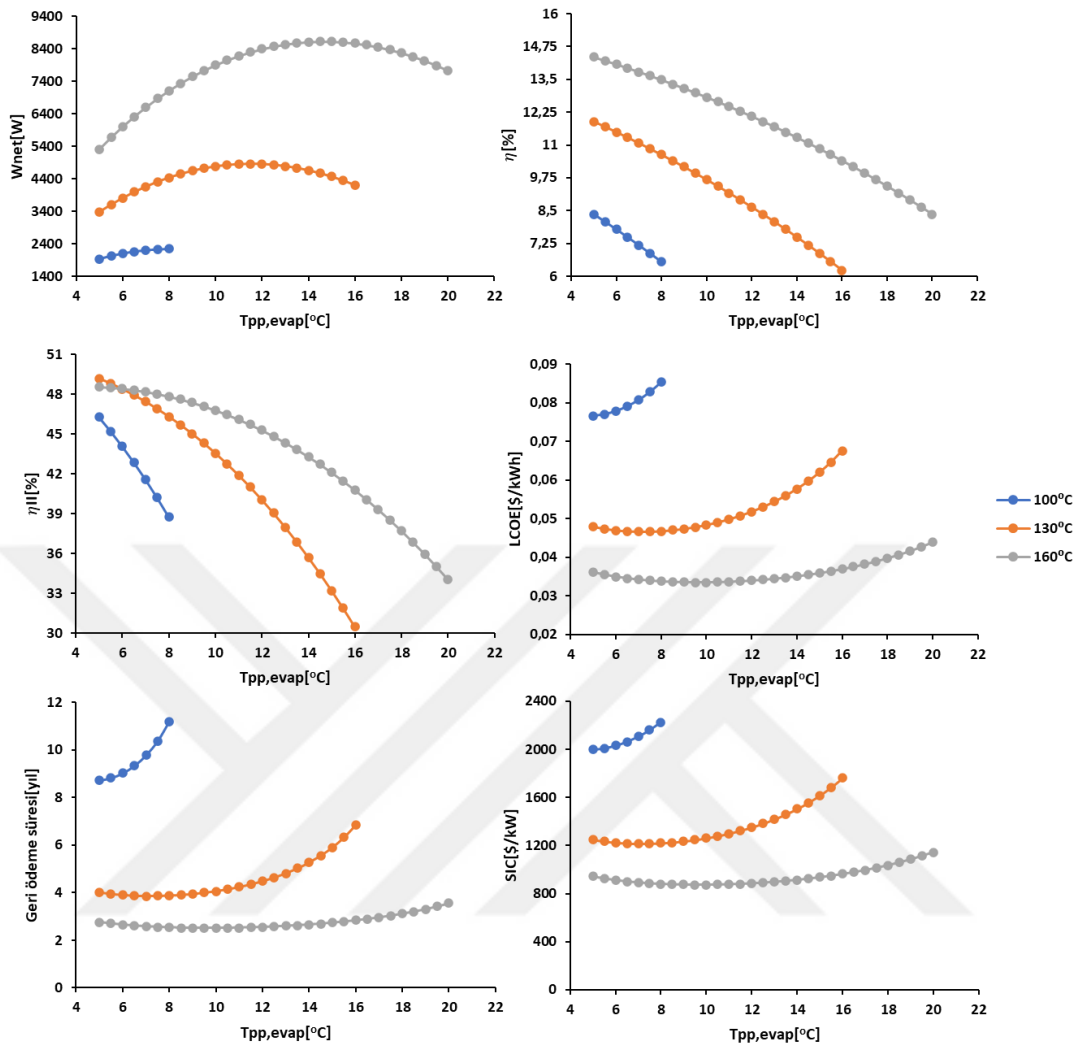 9400
8400
7400
6400
5400
4400
3400
2400
1400
Wnet[W]
4 6 8 10 12 14 16 18 20 22
Tpp,evap[°C]
16
14,75
13,5
12,25
11
9,75
8,5
7,25
6
η[%]
4 6 8 10 12 14 16 18 20 22
Tpp,evap[°C]
51
48
45
42
39
36
33
30
ηII[%]
4 6 8 10 12 14 16 18 20 22
Tpp,evap[°C]
0,09
0,08
0,07
0,06
0,05
0,04
0,03
0,02
LCOE[$/kWh]
4 6 8 10 12 14 16 18 20 22
Tpp,evap[°C]
100°C
130°C
160°C
12
10
8
6
4
2
0
Geri ödeme süresi[yıl]
4 6 8 10 12 14 16 18 20 22
Tpp,evap[°C]
2400
2000
1600
1200
800
400
0
SIC[$/kW]
4 6 8 10 12 14 16 18 20 22
Tpp,evap[°C]